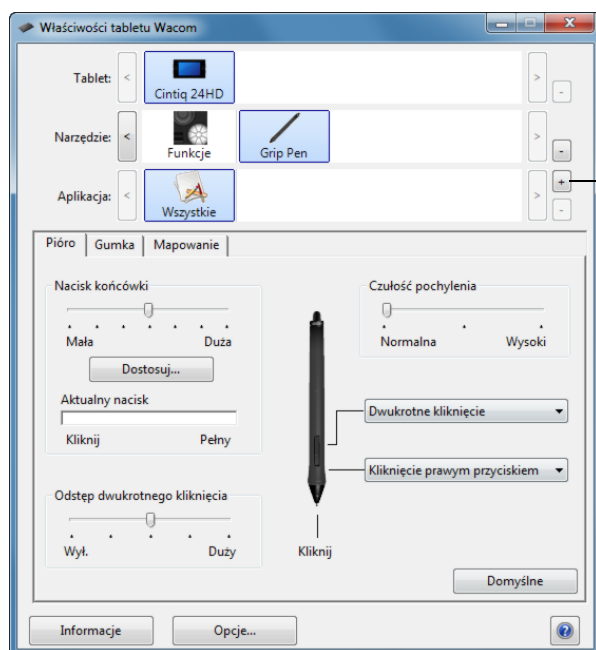 Właściwości tabletu Wacom
Tablet:
Cintiq 24HD
Narzędzie:
Funkcje
Grip Pen
Aplikacja:
Wszystkie
Pióro Gumka Mapowanie
Nacisk końcówki
Mała Duża
Dostosuj...
Aktualny nacisk
Kliknij Pełny
Odstęp dwukrotnego kliknięcia
Wył. Duży
Czułość pochylenia
Normalna Wysoki
Dwukrotne kliknięcie
Kliknięcie prawym przyciskiem
Kliknij
Domyślne
Informacje
Opcje...